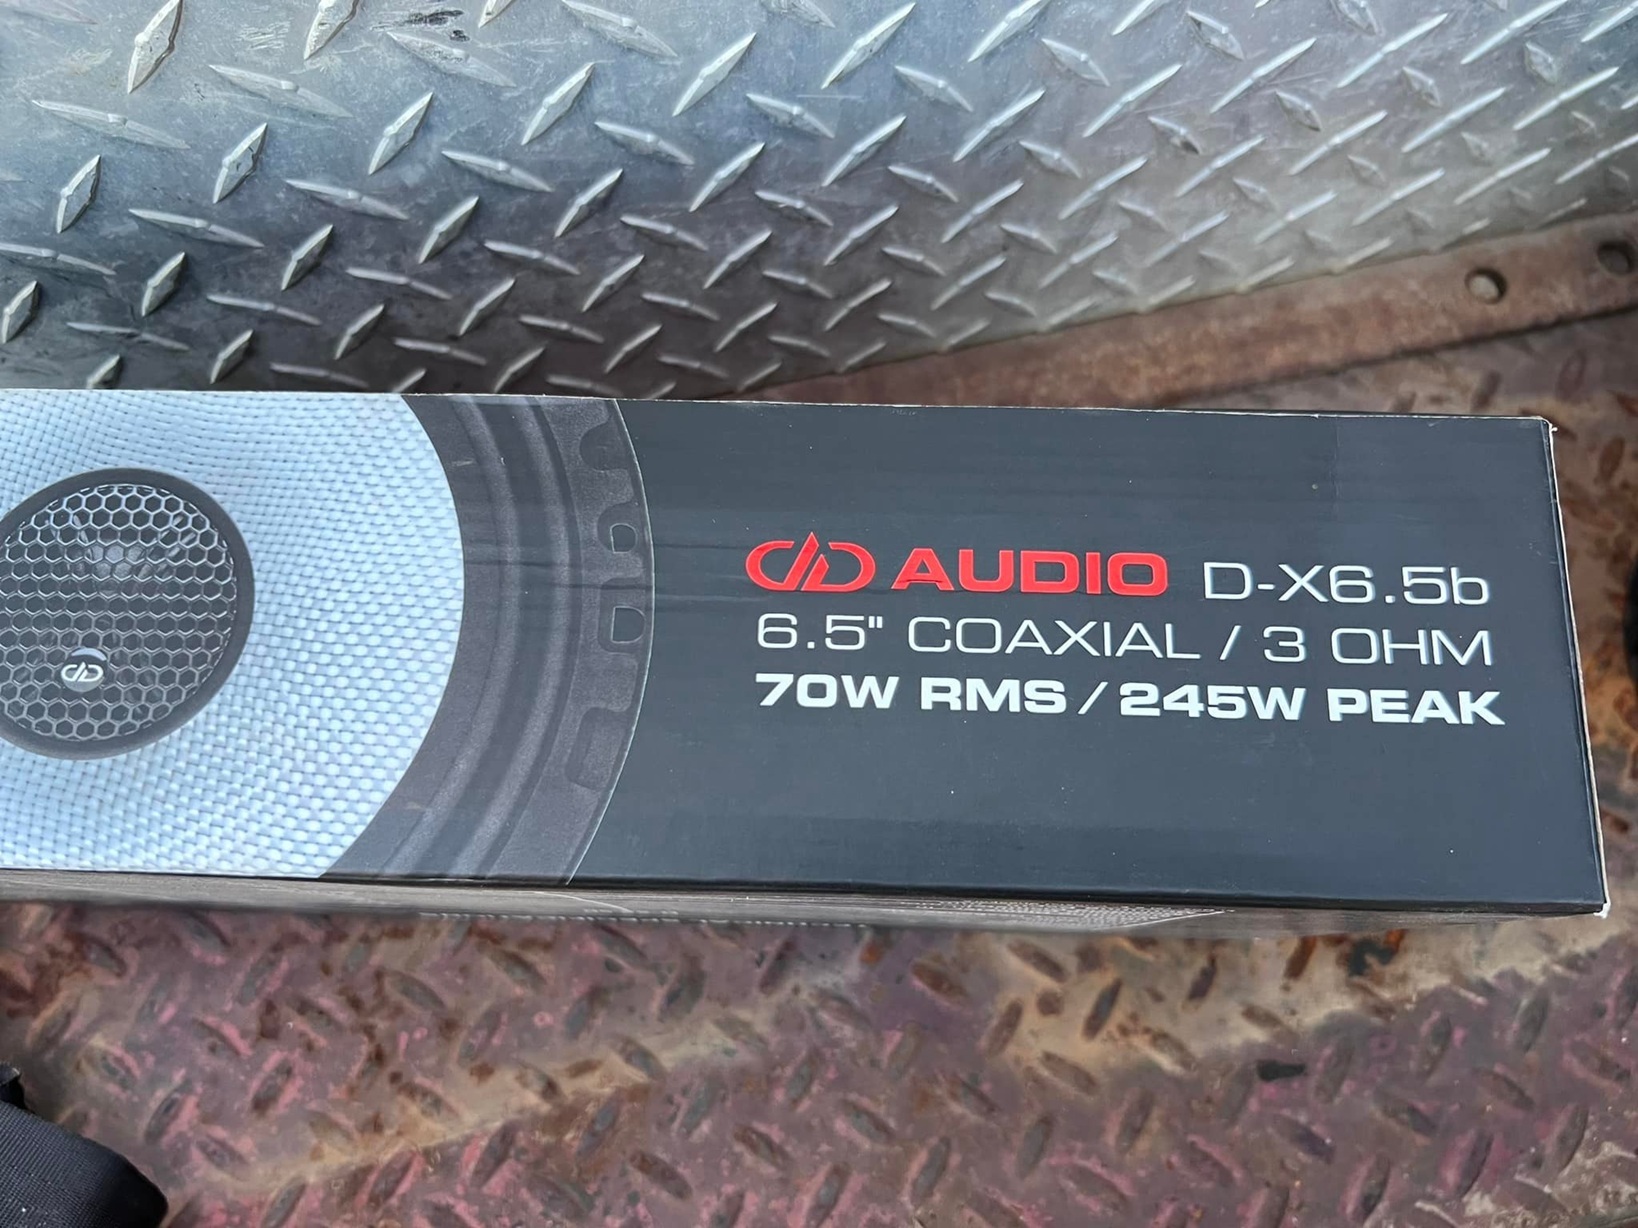 dD AUDIO D-X6.5b
6.5" COAXIAL / 3 OHM
70W RMS / 245W PEAK